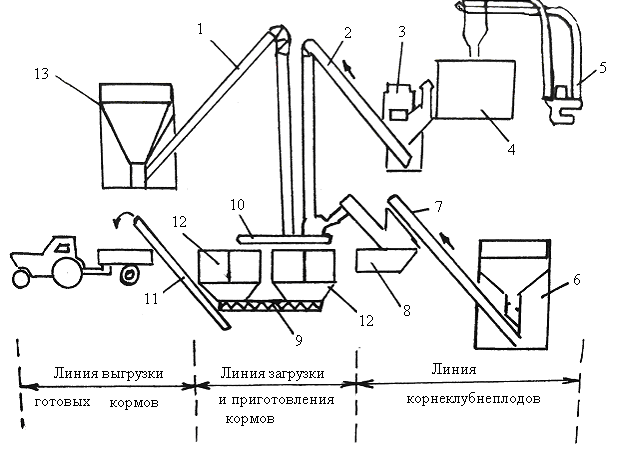 1
2
3
5
13
4
7
10
12
6
11
8
12
9
Линия выгрузки
готовых кормов
Линия загрузки
и приготовления
кормов
Линия
корнеклубнеплодов